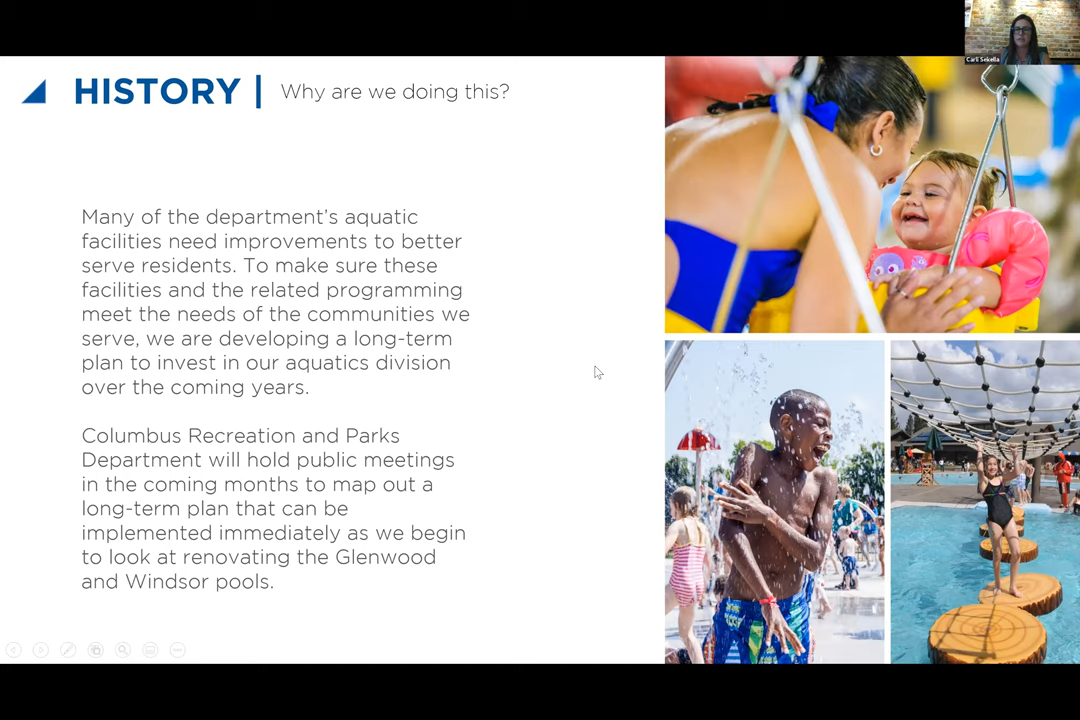 Carli Sekella
HISTORY | Why are we doing this?
Many of the department's aquatic
facilities need improvements to better
serve residents. To make sure these
facilities and the related programming
meet the needs of the communities we
serve, we are developing a long-term
plan to invest in our aquatics division
over the coming years.
Columbus Recreation and Parks
Department will hold public meetings
in the coming months to map out a
long-term plan that can be
implemented immediately as we begin
to look at renovating the Glenwood
and Windsor pools.